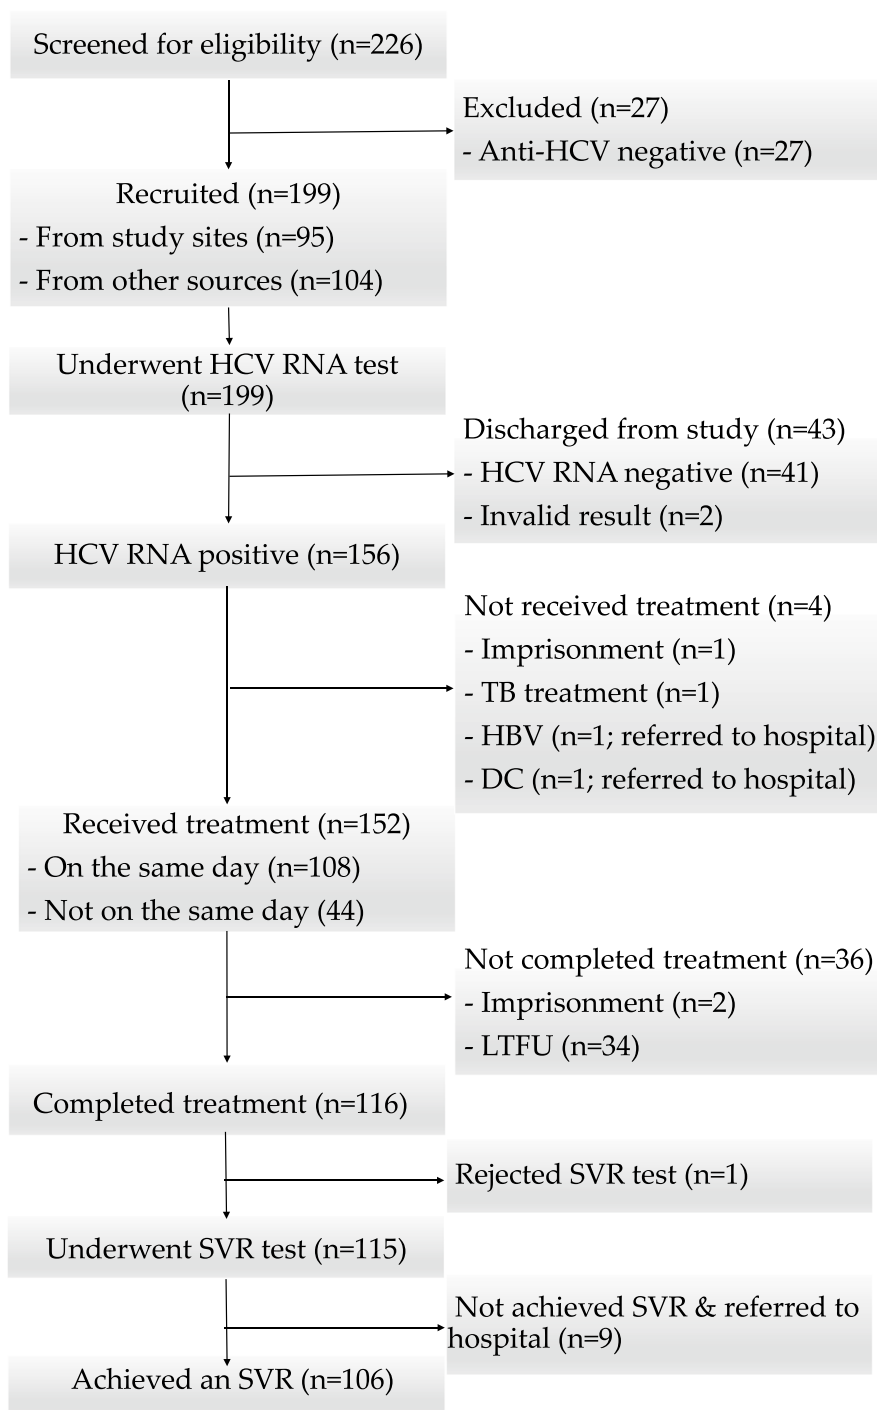 Screened for eligibility (n=226)
Excluded (n=27)
- Anti-HCV negative (n=27)
Recruited (n=199)
- From study sites (n=95)
- From other sources (n=104)
Underwent HCV RNA test
(n=199)
Discharged from study (n=43)
- HCV RNA negative (n=41)
- Invalid result (n=2)
HCV RNA positive (n=156)
Not received treatment (n=4)
- Imprisonment (n=1)
- TB treatment (n=1)
- HBV (n=1; referred to hospital)
- DC (n=1; referred to hospital)
Received treatment (n=152)
- On the same day (n=108)
- Not on the same day (44)
Not completed treatment (n=36)
- Imprisonment (n=2)
- LTFU (n=34)
Completed treatment (n=116)
Rejected SVR test (n=1)
Underwent SVR test (n=115)
Not achieved SVR & referred to
hospital (n=9)
Achieved an SVR (n=106)